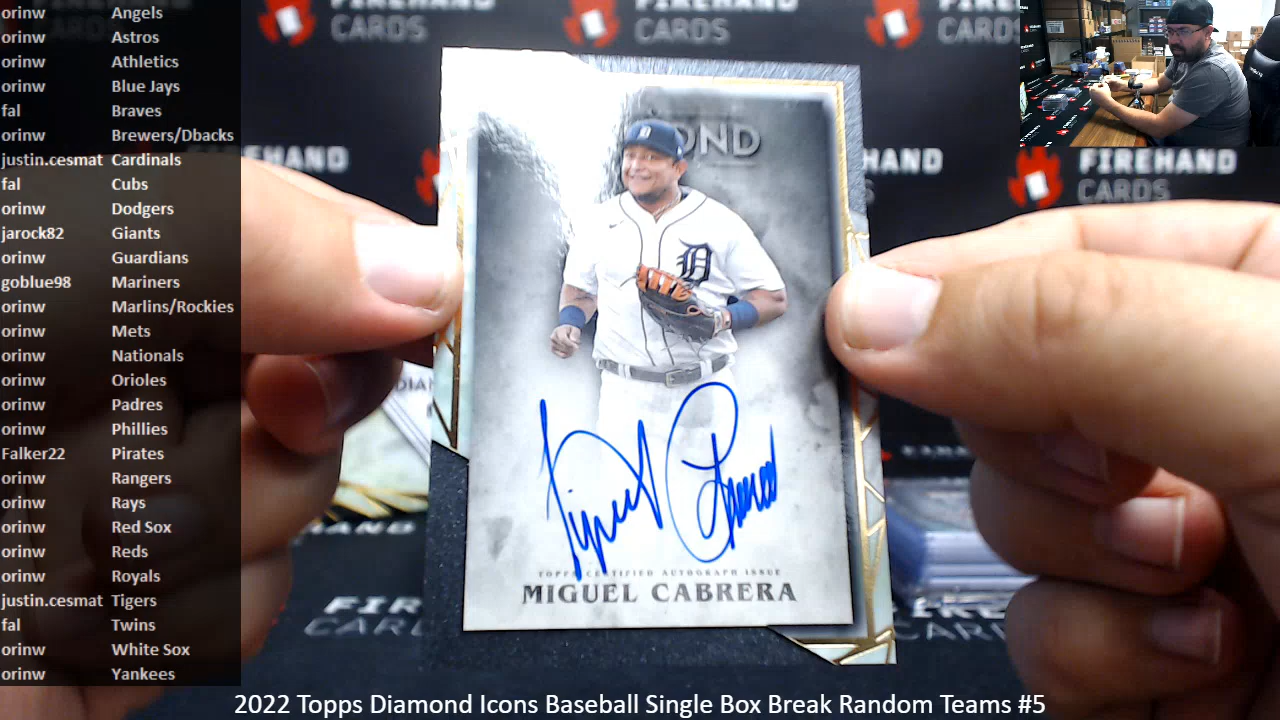 orinw Angels
orinw Astros
orinw Athletics
orinw Blue Jays
fal Braves
orinw Brewers/Dbacks
justin.cesmat Cardinals
fal Cubs
orinw Dodgers
jarock82 Giants
orinw Guardians
goblue98 Mariners
orinw Marlins/Rockies
orinw Mets
orinw Nationals
orinw Orioles
orinw Padres
orinw Phillies
Falker22 Pirates
orinw Rangers
orinw Rays
orinw Red Sox
orinw Reds
orinw Royals
justin.cesmat Tigers
fal Twins
orinw White Sox
orinw Yankees
FIREHAND
CARDS
FIREHAND
CARDS
FIREHAND
CARDS
OND
D
D
HAND
FIREHAND
CARDS
TOPPS CERTIFIED AUTOGRAPH ISSUE
MIGUEL CABRERA
2022 Topps Diamond Icons Baseball Single Box Break Random Teams #5